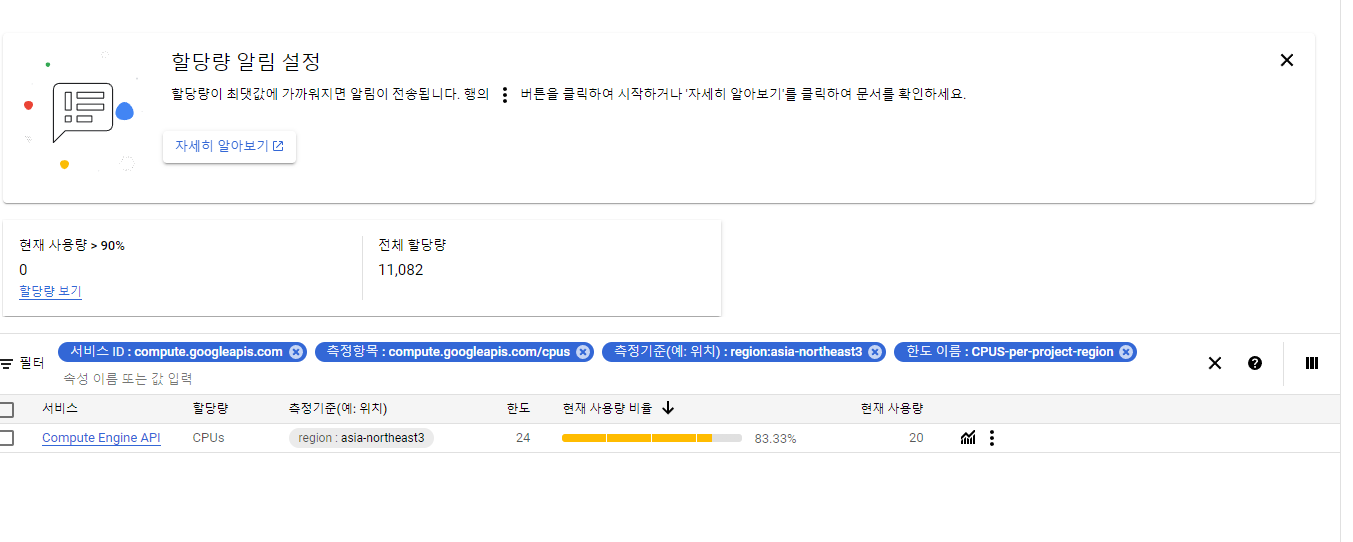 할당량 알림 설정
할당량이 최댓값에 가까워지면 알림이 전송됩니다. 행의 버튼을 클릭하여 시작하거나 '자세히 알아보기'를 클릭하여 문서를 확인하세요.
자세히 알아보기
현재 사용량 > 90%
0
할당량 보기
전체 할당량
11,082
필터
서비스 ID : compute.googleapis.com
측정항목 : compute.googleapis.com/cpus
측정기준(예: 위치) : region:asia-northeast3
한도 이름 : CPUS-per-project-region
속성 이름 또는 값 입력
서비스 할당량 측정기준(예: 위치) 한도 현재 사용량 비율 현재 사용량
Compute Engine API CPUs region : asia-northeast3 24 83.33% 20